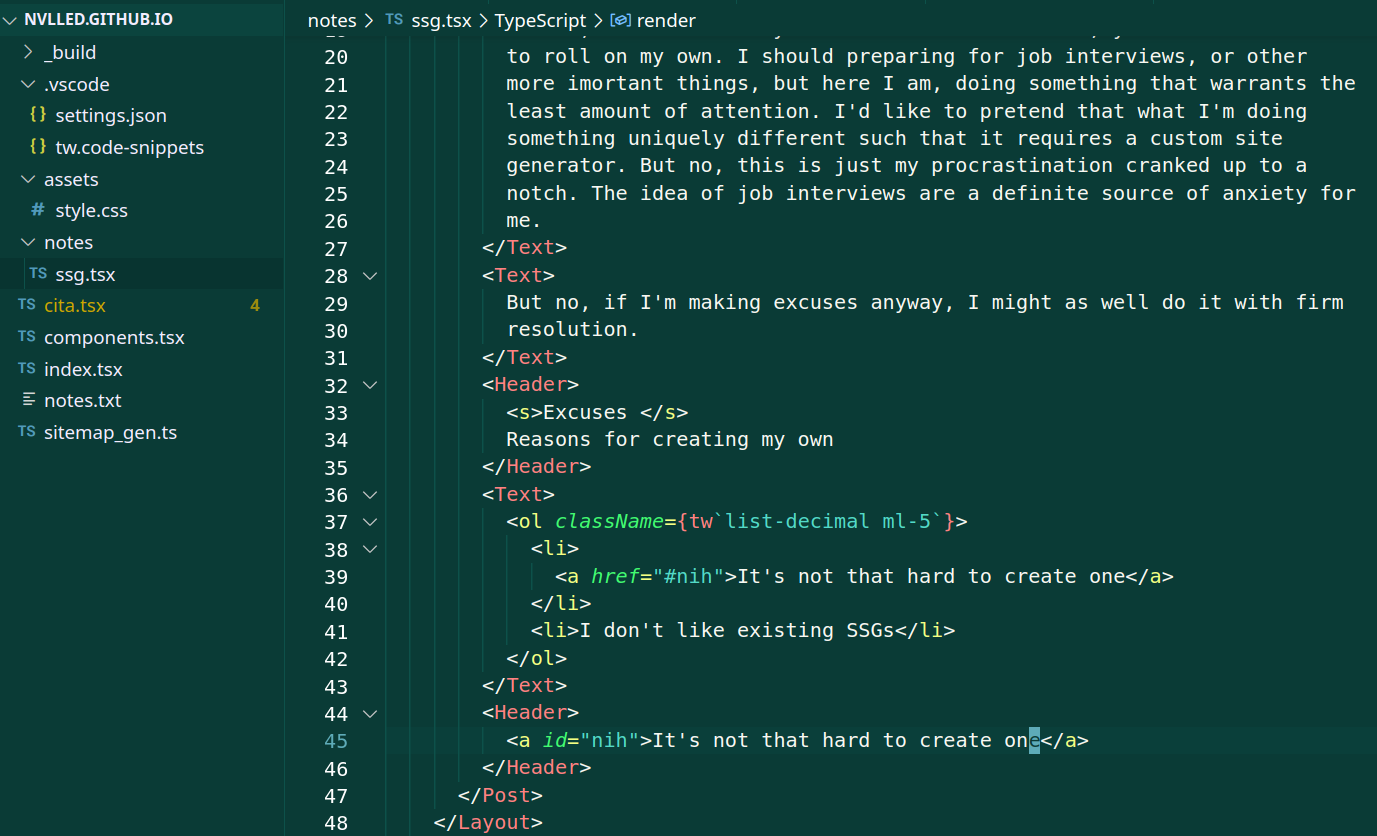 NVLLED.GITHUB.IO
_build
.vscode
{} settings.json
{} tw.code-snippets
assets
# style.css
notes
TS ssg.tsx
TS cita.tsx 4
TS components.tsx
TS index.tsx
notes.txt
TS sitemap_gen.ts
notes > TS ssg.tsx > TypeScript > render
20 to roll on my own. I should preparing for job interviews, or other
21 more imortant things, but here I am, doing something that warrants the
22 least amount of attention. I'd like to pretend that what I'm doing
23 something uniquely different such that it requires a custom site
24 generator. But no, this is just my procrastination cranked up to a
25 notch. The idea of job interviews are a definite source of anxiety for
26 me.
27 </Text>
28 <Text>
29 But no, if I'm making excuses anyway, I might as well do it with firm
30 resolution.
31 </Text>
32 <Header>
33 <s>Excuses </s>
34 Reasons for creating my own
35 </Header>
36 <Text>
37 <ol className={tw`list-decimal ml-5`}>
38 <li>
39 <a href="#nih">It's not that hard to create one</a>
40 </li>
41 <li>I don't like existing SSGs</li>
42 </ol>
43 </Text>
44 <Header>
45 <a id="nih">It's not that hard to create one</a>
46 </Header>
47 </Post>
48 </Layout>